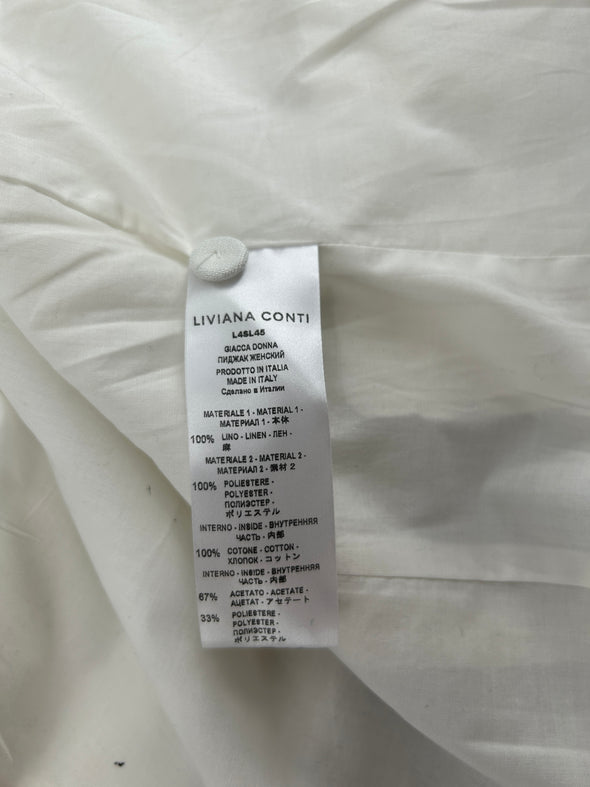 LIVIANA CONTI
L4SL45
GIACCA DONNA
ПИДЖАК ЖЕНСКИЙ
PRODOTTO IN ITALIA
MADE IN ITALY
Сделано в Италии
MATERIALE 1 - MATERIAL 1 -
МАТЕРИАЛ 1 - 本体
100% LINO - LINEN - ЛЕН -
麻
MATERIALE 2 - MATERIAL 2 -
МАТЕРИАЛ 2 - 素材 2
100% POLIESTERE -
POLYESTER -
ПОЛИЭСТЕР -
ポリエステル
INTERNO - INSIDE - ВНУТРЕННЯЯ
ЧАСТЬ - 内部
100% COTONE - COTTON -
ХЛОПОК - コットン
INTERNO - INSIDE - ВНУТРЕННЯЯ
ЧАСТЬ - 内部
67% ACETATO - ACETATE -
АЦЕТАТ - アセテート
33% POLIESTERE -
POLYESTER -
ПОЛИЭСТЕР -
ポリエステル